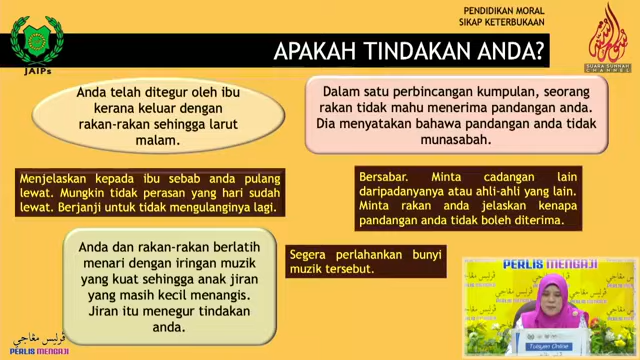 PENDIDIKAN MORAL
SIKAP KETERBUKAAN
APAKAH TINDAKAN ANDA?
JAIPs
SUARA SUNNAH
CHANNEL
Anda telah ditegur oleh ibu
kerana keluar dengan
rakan-rakan sehingga larut
malam.
Dalam satu perbincangan kumpulan, seorang
rakan tidak mahu menerima pandangan anda.
Dia menyatakan bahawa pandangan anda tidak
munasabah.
Menjelaskan kepada ibu sebab anda pulang
lewat. Mungkin tidak perasan yang hari sudah
lewat. Berjanji untuk tidak mengulanginya lagi.
Bersabar. Minta cadangan lain
daripadanyanya atau ahli-ahli yang lain.
Minta rakan anda jelaskan kenapa
pandangan anda tidak boleh diterima.
Anda dan rakan-rakan berlatih
menari dengan iringan muzik
yang kuat sehingga anak jiran
yang masih kecil menangis.
Jiran itu menegur tindakan
anda.
Segera perlahankan bunyi
muzik tersebut.
PERLIS MENGAJI
ڤرليس مڠاجي
Tuisyen Online
ڤرليس مڠاجي
PERLIS MENGAJI